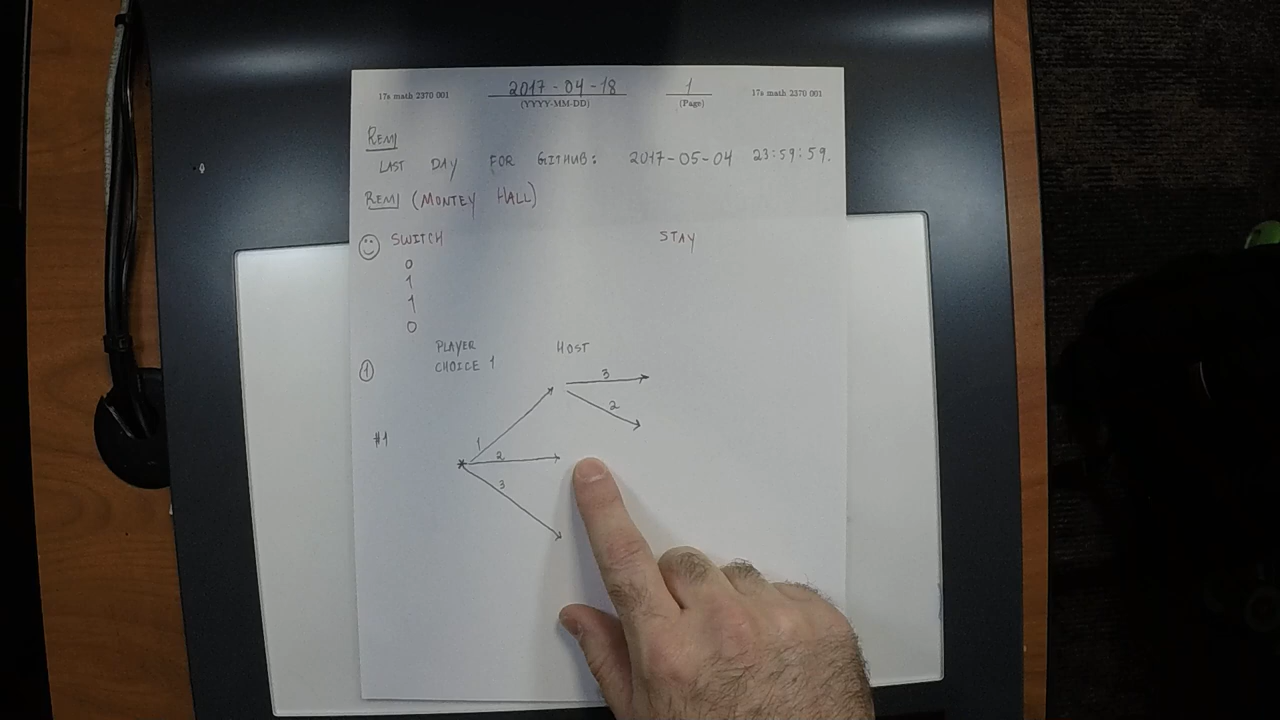 17s math 2370 001 2017-04-18 1 17s math 2370 001
(YYYY-MM-DD) (Page)
REM
LAST DAY FOR GITHUB: 2017-05-04 23:59:59.
REM (MONTEY HALL)
SWITCH STAY
0
1
1
0
PLAYER HOST
CHOICE 1
1
3
2
#1
1
2
3